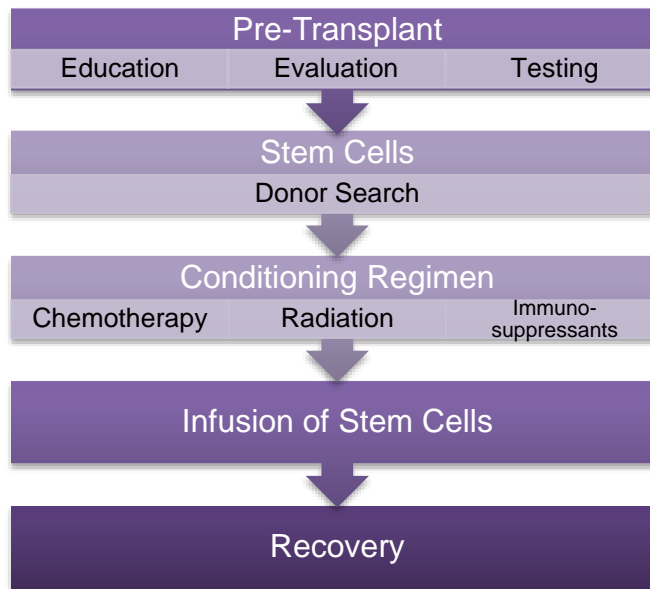 Pre-Transplant
Education Evaluation Testing
Stem Cells
Donor Search
Conditioning Regimen
Chemotherapy Radiation Immuno-
suppressants
Infusion of Stem Cells
Recovery